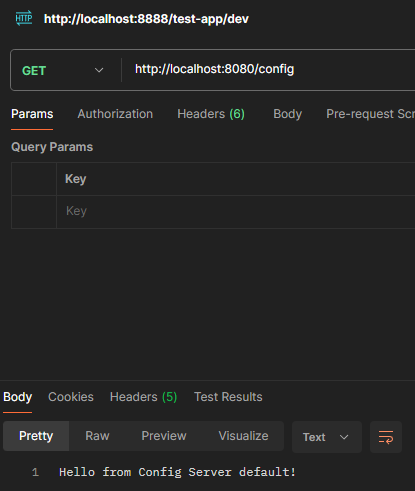 HTTP http://localhost:8888/test-app/dev
GET http://localhost:8080/config
Params Authorization Headers (6) Body Pre-request Scr
Query Params
Key
Key
Body Cookies Headers (5) Test Results
Pretty Raw Preview Visualize Text
1 Hello from Config Server default!